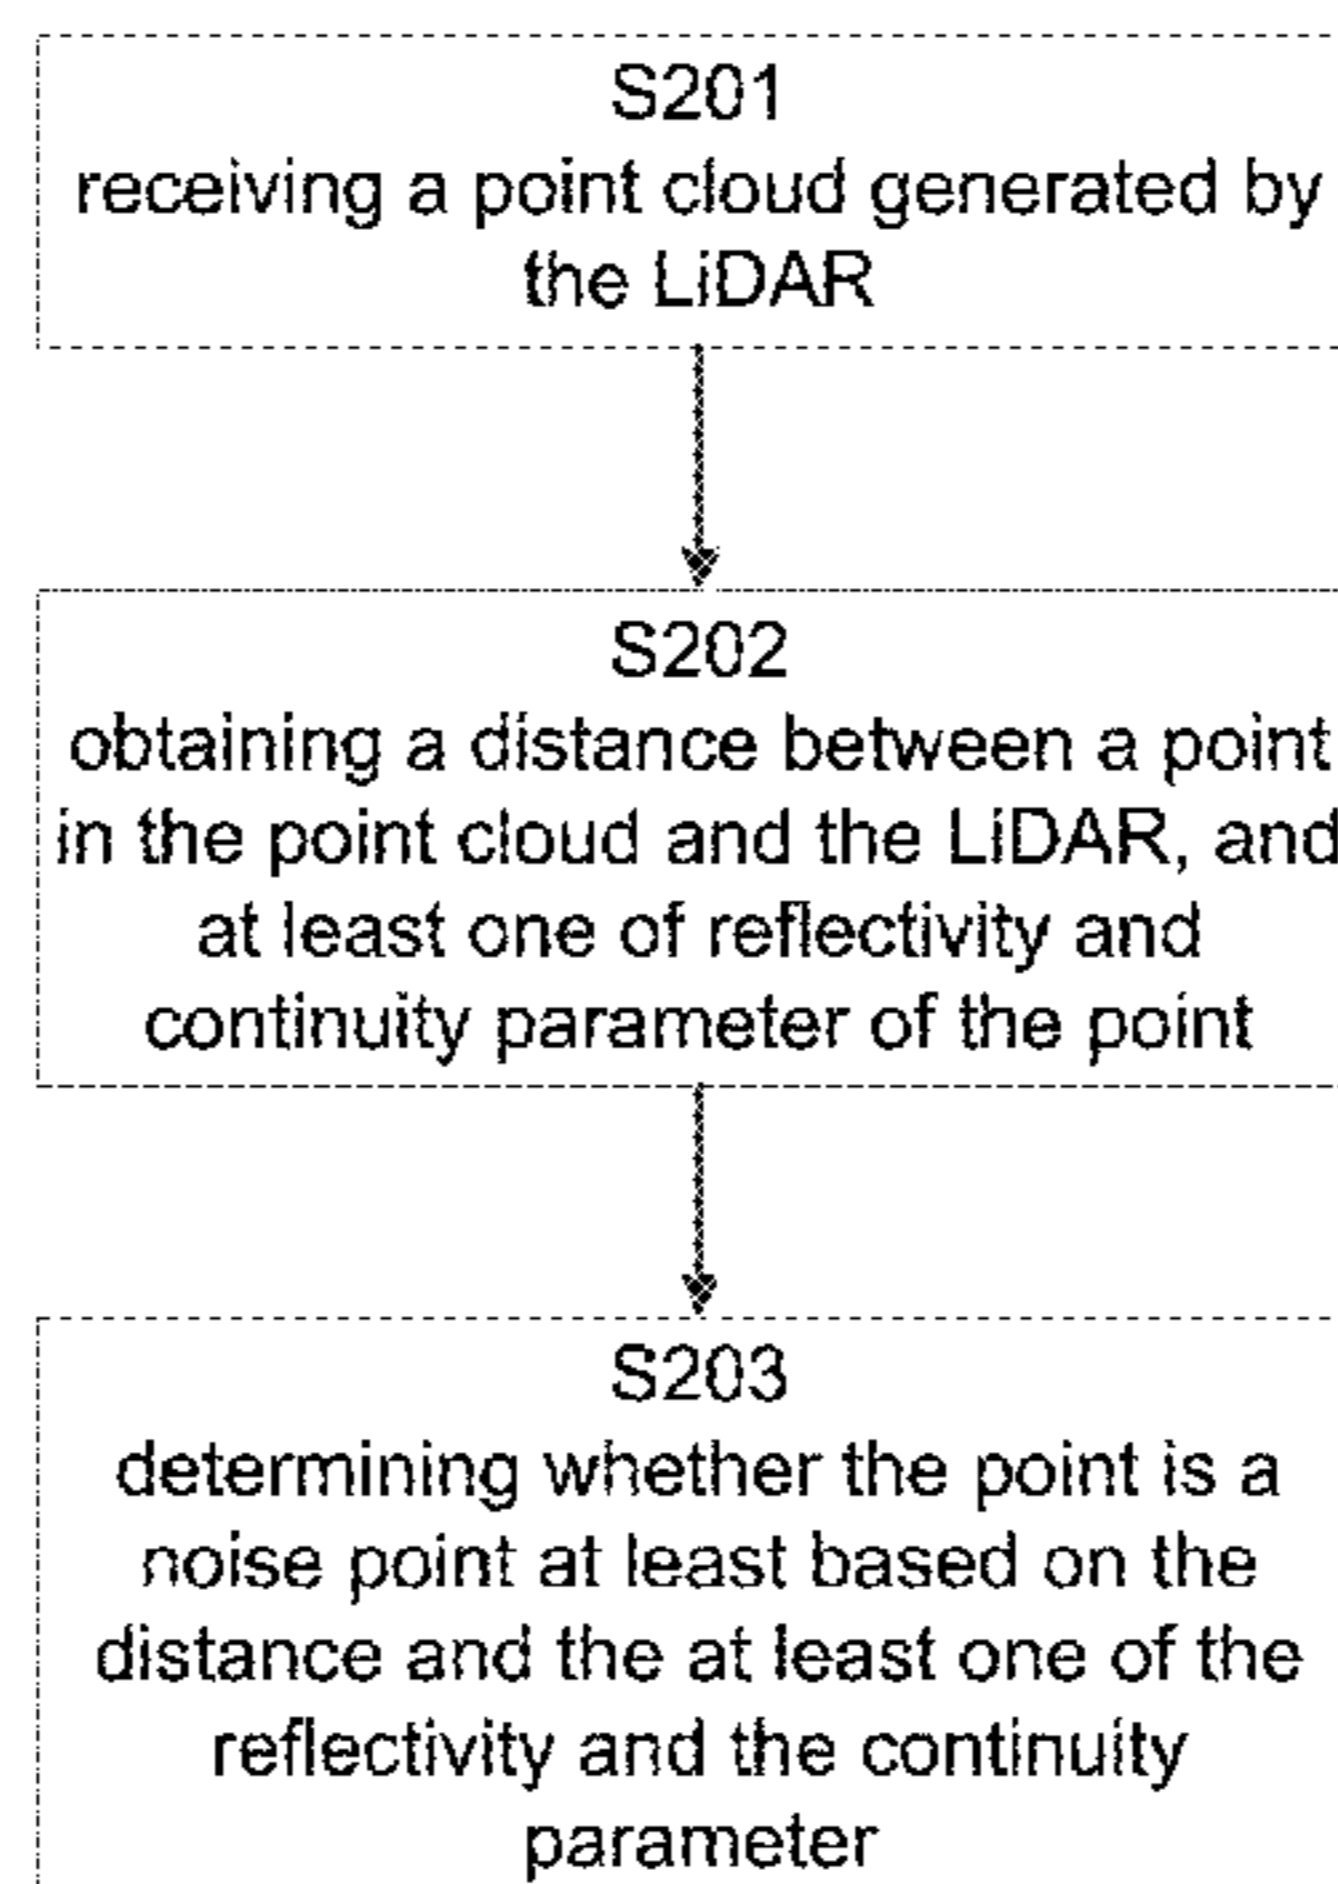 S201
receiving a point cloud generated by
the LiDAR
S202
obtaining a distance between a point
in the point cloud and the LiDAR, and
at least one of reflectivity and
continuity parameter of the point
S203
determining whether the point is a
noise point at least based on the
distance and the at least one of the
reflectivity and the continuity
parameter